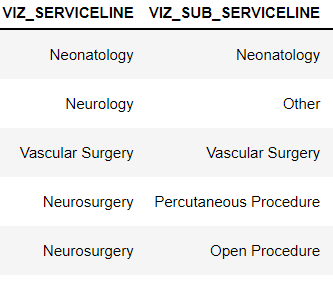 VIZ_SERVICELINE VIZ_SUB_SERVICELINE
Neonatology Neonatology
Neurology Other
Vascular Surgery Vascular Surgery
Neurosurgery Percutaneous Procedure
Neurosurgery Open Procedure